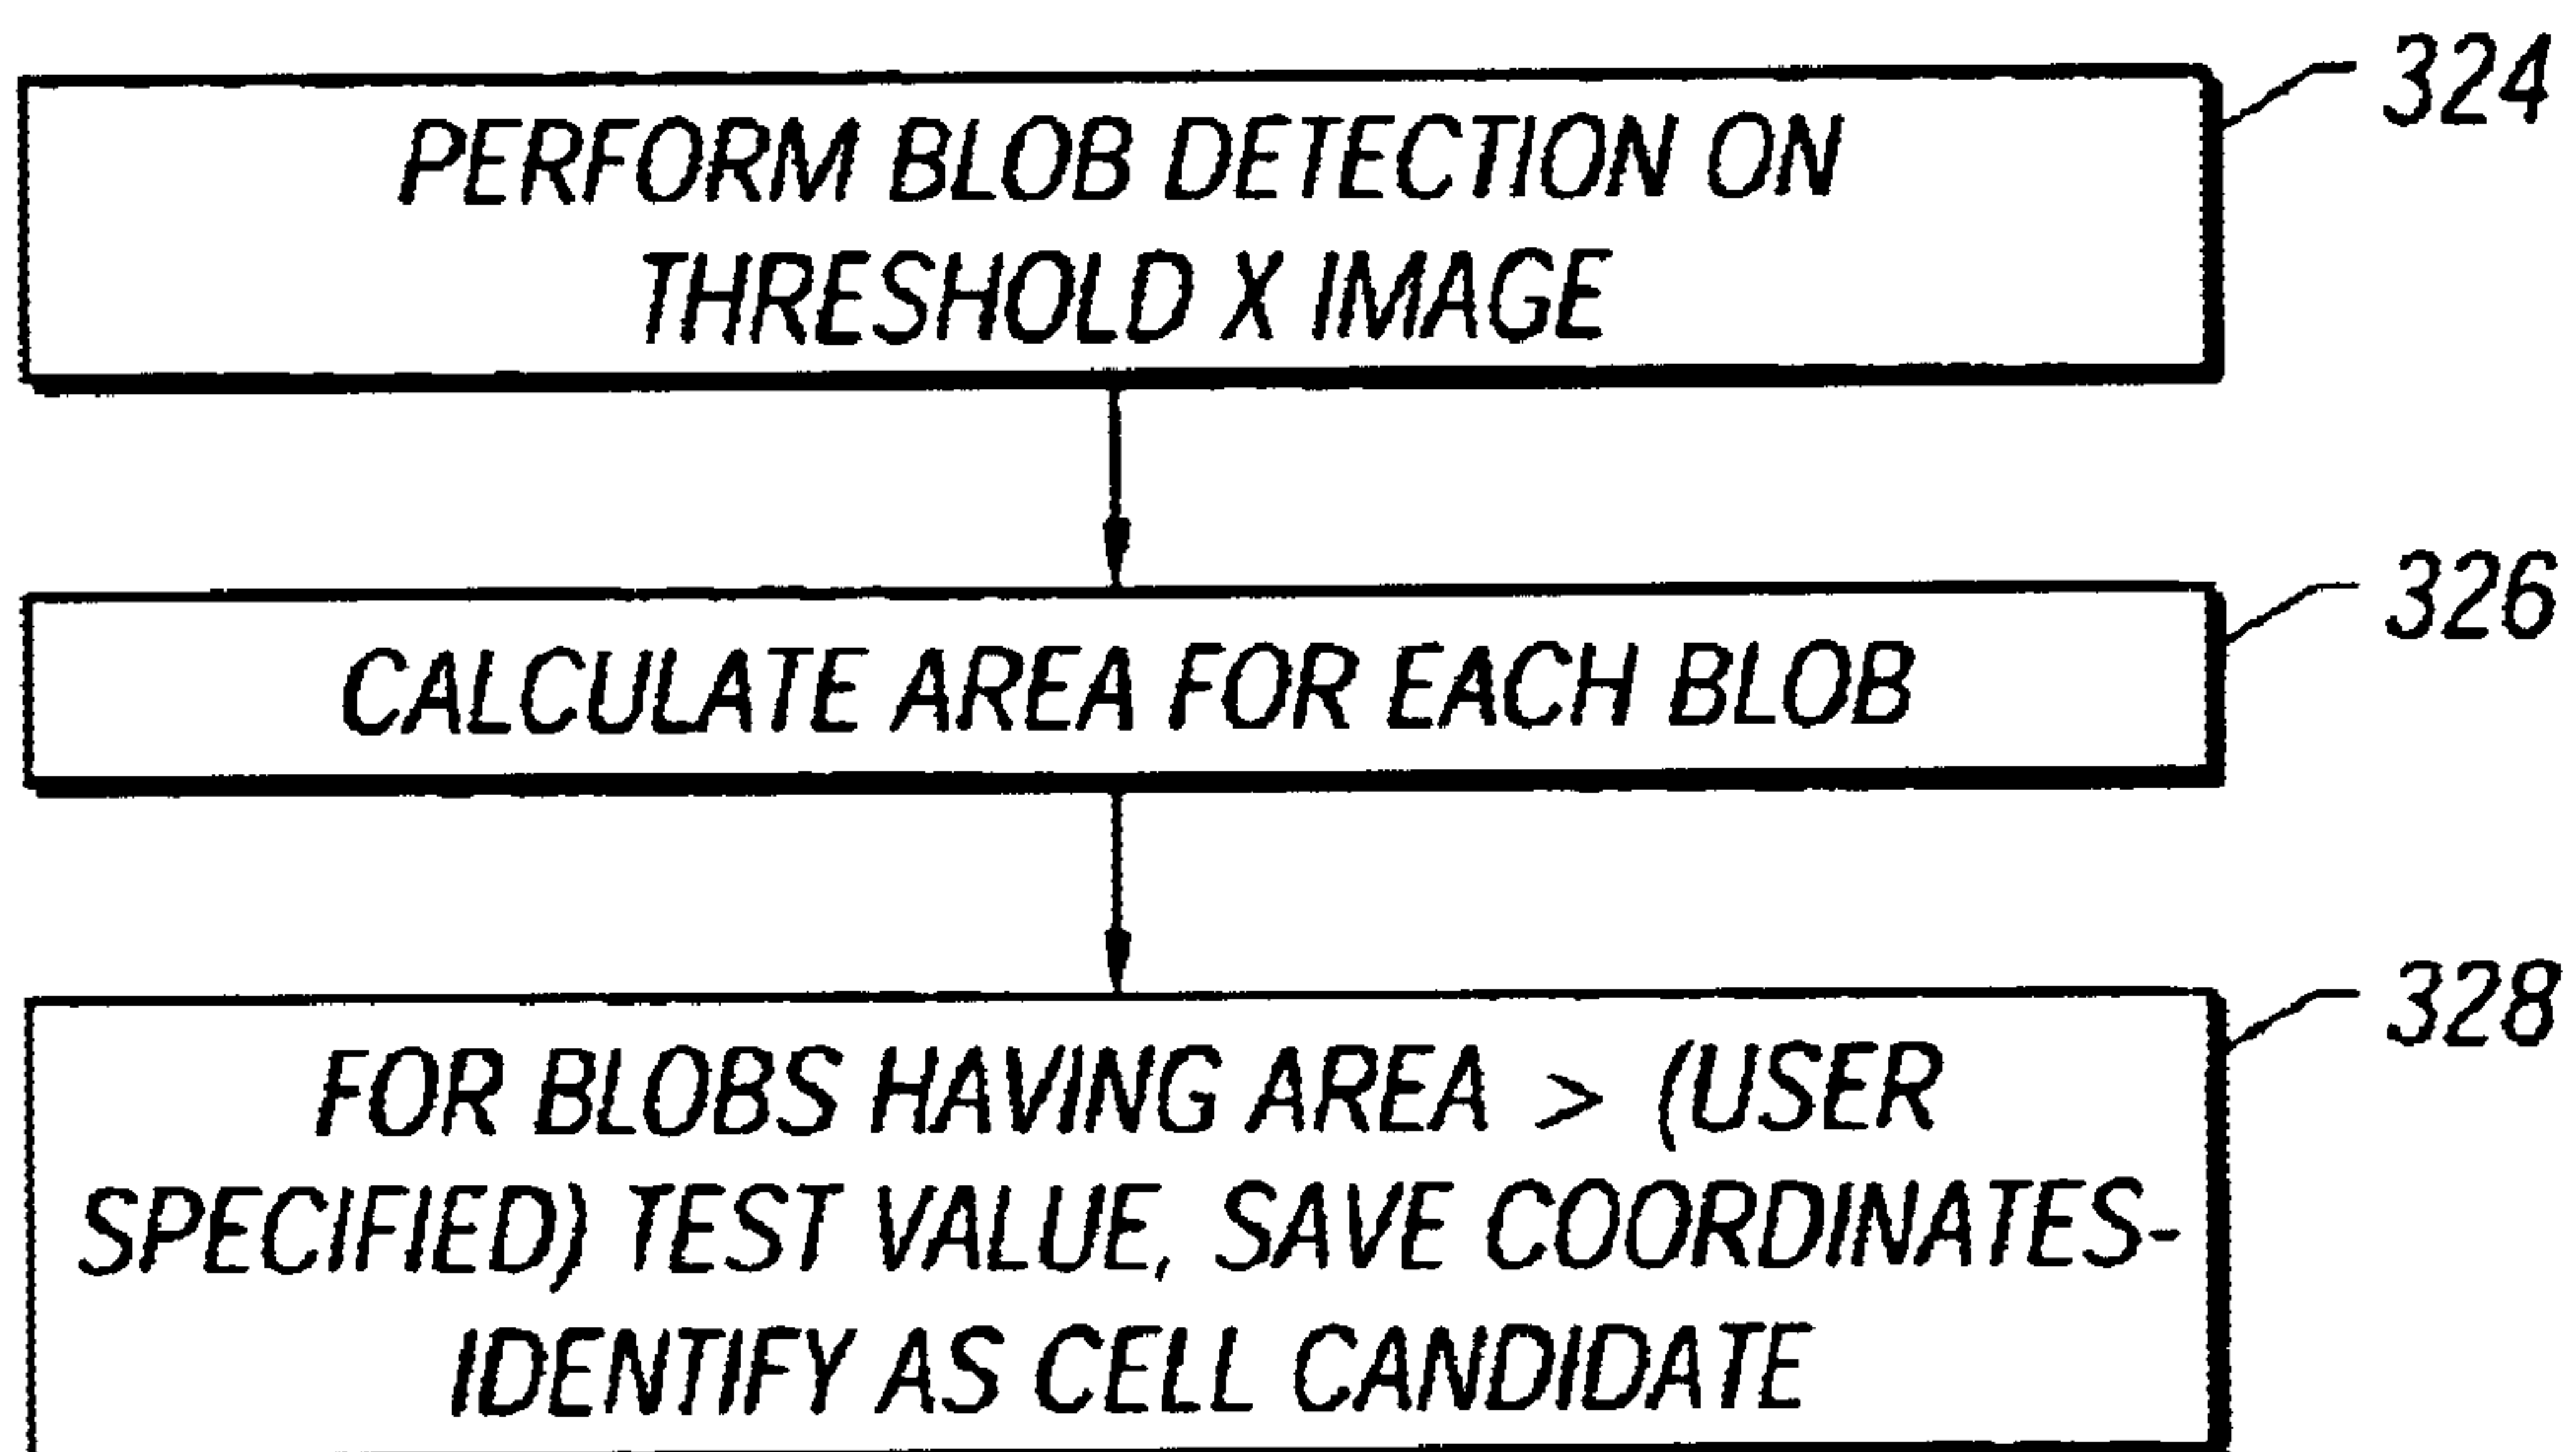 324
PERFORM BLOB DETECTION ON
THRESHOLD X IMAGE
326
CALCULATE AREA FOR EACH BLOB
328
FOR BLOBS HAVING AREA > (USER
SPECIFIED) TEST VALUE, SAVE COORDINATES-
IDENTIFY AS CELL CANDIDATE